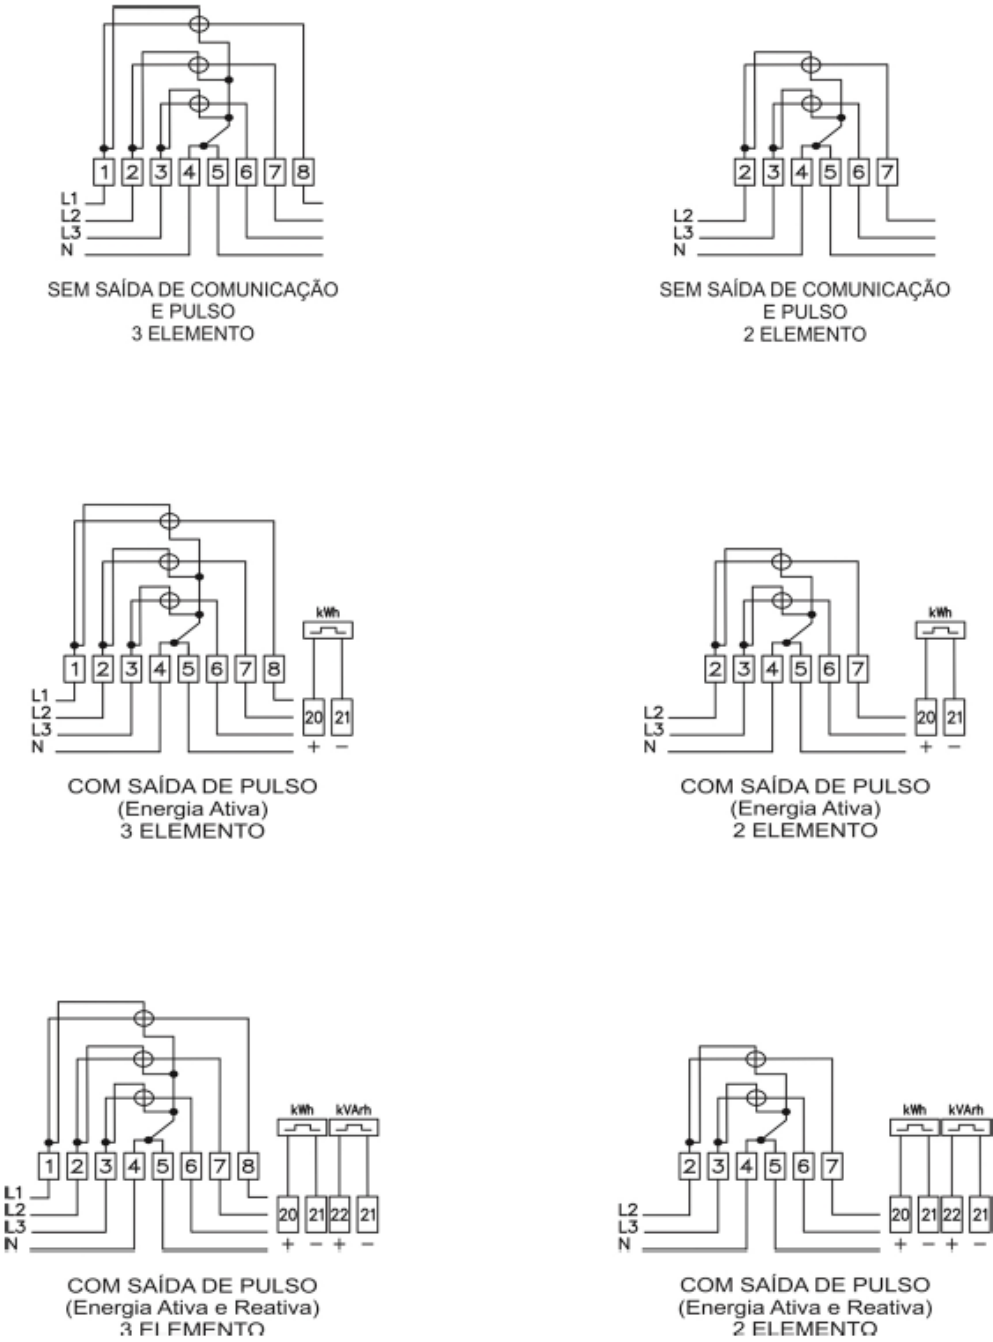 1 2 3 4 5 6 7 8
L1
L2
L3
N
SEM SAÍDA DE COMUNICAÇÃO
E PULSO
3 ELEMENTO
2 3 4 5 6 7
L2
L3
N
SEM SAÍDA DE COMUNICAÇÃO
E PULSO
2 ELEMENTO
kWh
1 2 3 4 5 6 7 8
L1
L2
L3
N
20 21
+ −
COM SAÍDA DE PULSO
(Energia Ativa)
3 ELEMENTO
kWh
2 3 4 5 6 7
L2
L3
N
20 21
+ −
COM SAÍDA DE PULSO
(Energia Ativa)
2 ELEMENTO
kWh kVArh
1 2 3 4 5 6 7 8
L1
L2
L3
N
20 21 22 21
+ − + −
COM SAÍDA DE PULSO
(Energia Ativa e Reativa)
3 ELEMENTO
kWh kVArh
2 3 4 5 6 7
L2
L3
N
20 21 22 21
+ − + −
COM SAÍDA DE PULSO
(Energia Ativa e Reativa)
2 ELEMENTO